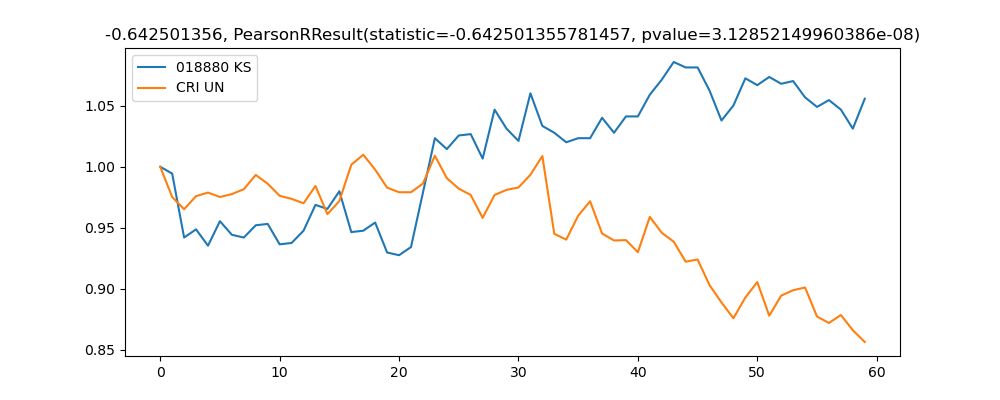 -0.642501356, PearsonRResult(statistic=-0.642501355781457, pvalue=3.12852149960386e-08)
018880 KS
CRI UN
1.05
1.00
0.95
0.90
0.85
0 10 20 30 40 50 60